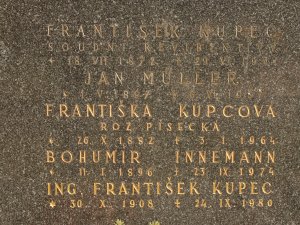 FRANTIŠEK KUPEC
SOUDNÍ REVIDENT
JAN MÜLLER
FRANTIŠKA KUPCOVÁ
ROZ. PÍSECKÁ
* 26. X. 1882 † 3. I. 1964
BOHUMÍR INNEMANN
* 11. I. 1896 † 23. IX. 1974
ING. FRANTIŠEK KUPEC
* 30. X. 1908 † 24. IX. 1980